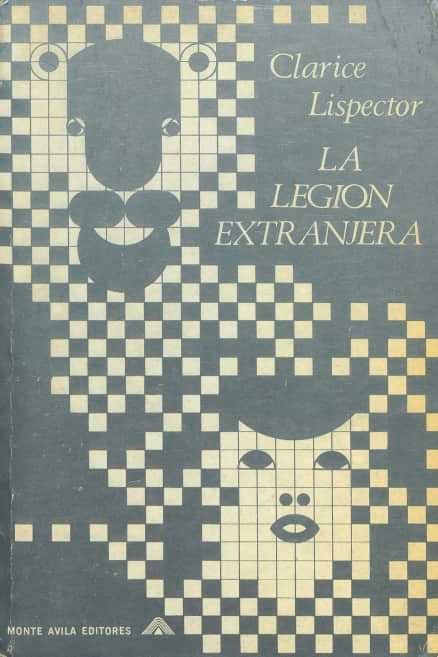 Clarice
Lispector
LA
LEGION
EXTRANJERA
MONTE AVILA EDITORES